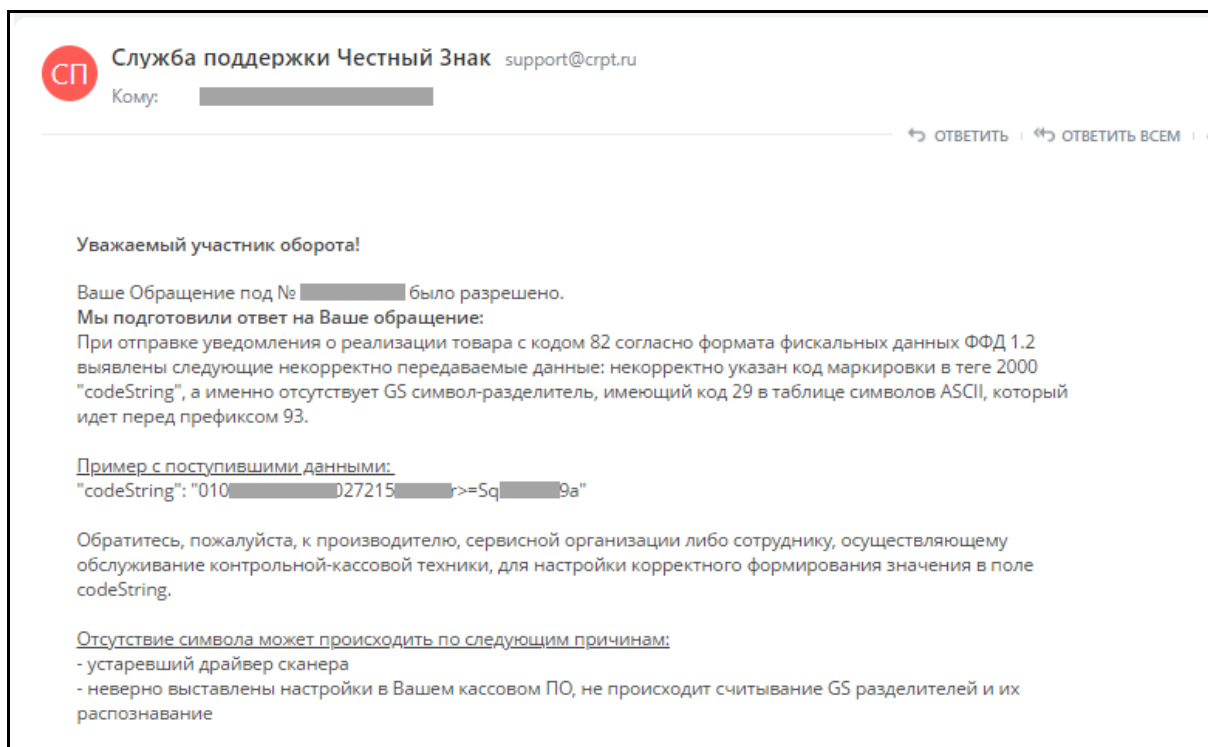 СП
Служба поддержки Честный Знак support@crpt.ru
Кому:
ОТВЕТИТЬ ОТВЕТИТЬ ВСЕМ
Уважаемый участник оборота!
Ваше Обращение под № было разрешено.
Мы подготовили ответ на Ваше обращение:
При отправке уведомления о реализации товара с кодом 82 согласно формата фискальных данных ФФД 1.2
выявлены следующие некорректно передаваемые данные: некорректно указан код маркировки в теге 2000
"codeString", а именно отсутствует GS символ-разделитель, имеющий код 29 в таблице символов ASCII, который
идет перед префиксом 93.
Пример с поступившими данными:
"codeString": "010 027215 r>=Sq 9a"
Обратитесь, пожалуйста, к производителю, сервисной организации либо сотруднику, осуществляющему
обслуживание контрольной-кассовой техники, для настройки корректного формирования значения в поле
codeString.
Отсутствие символа может происходить по следующим причинам:
- устаревший драйвер сканера
- неверно выставлены настройки в Вашем кассовом ПО, не происходит считывание GS разделителей и их
распознавание